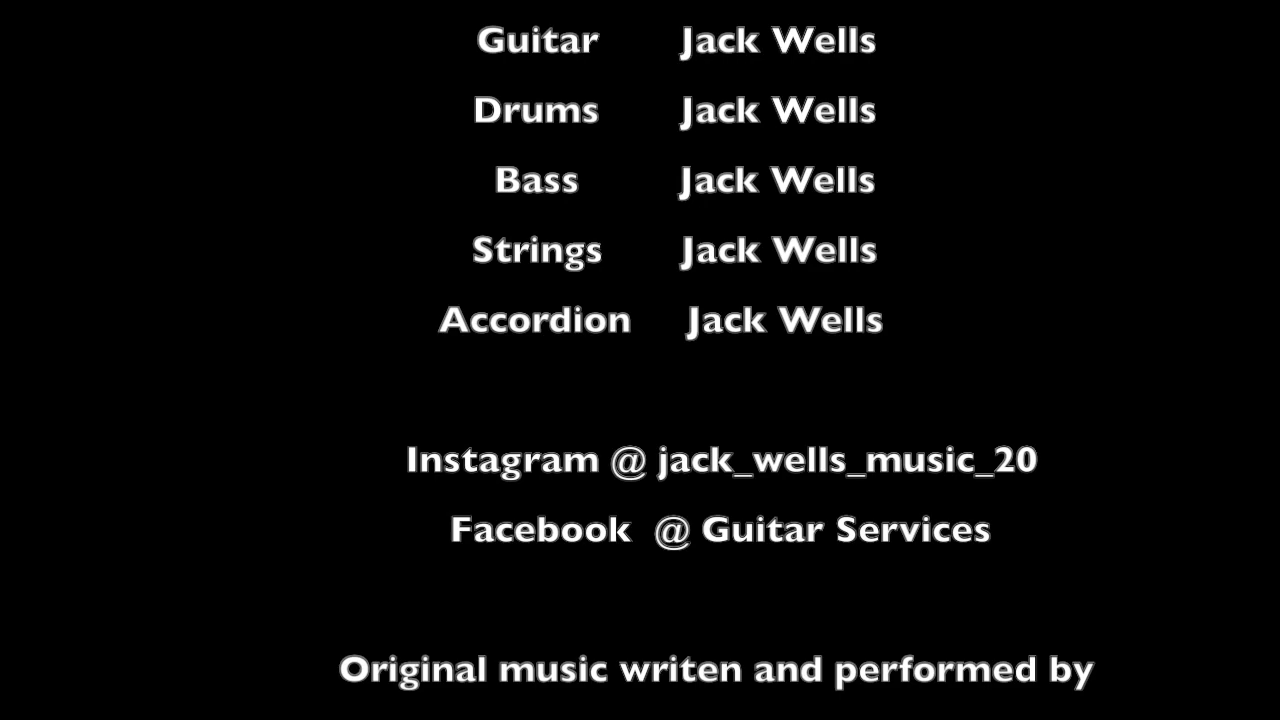 Guitar Jack Wells
Drums Jack Wells
Bass Jack Wells
Strings Jack Wells
Accordion Jack Wells
Instagram @ jack_wells_music_20
Facebook @ Guitar Services
Original music writen and performed by